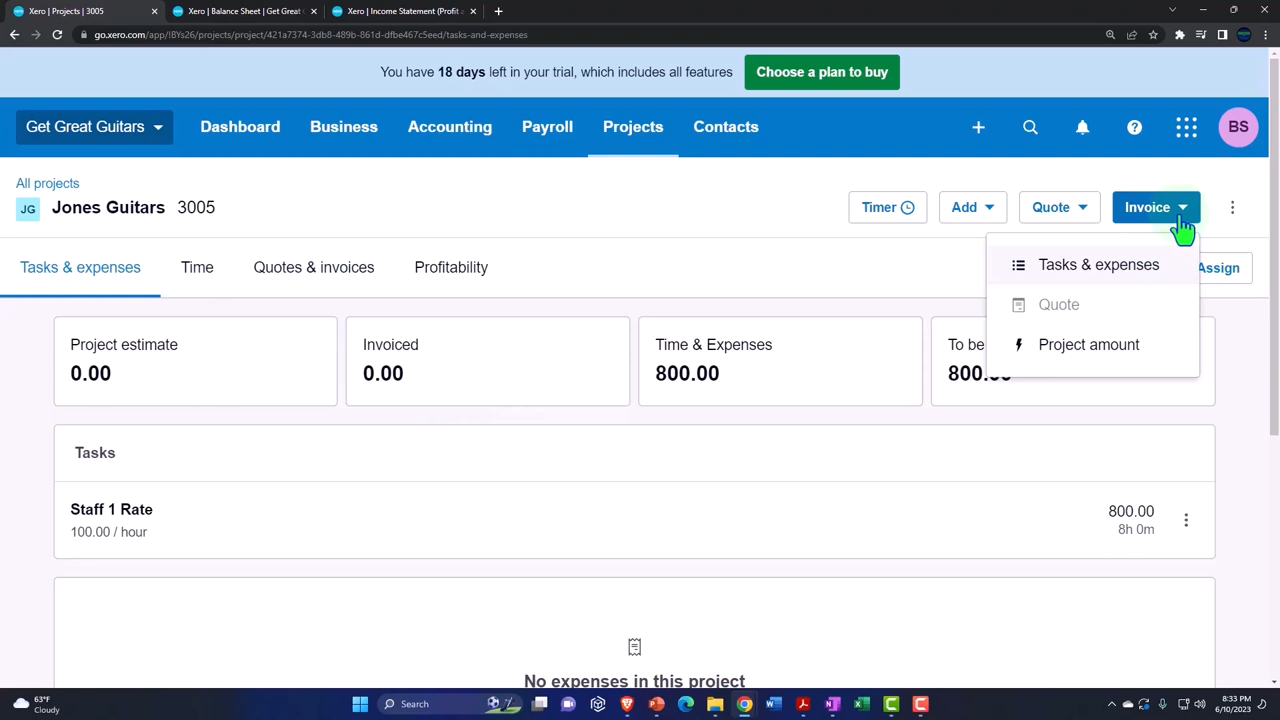 Xero | Projects | 3005
Xero | Balance Sheet | Get Great G
Xero | Income Statement (Profit a
go.xero.com/app/!8Ys26/projects/project/421a7374-3db8-489b-861d-dfbe467c5eed/tasks-and-expenses
You have 18 days left in your trial, which includes all features
Choose a plan to buy
Get Great Guitars
Dashboard
Business
Accounting
Payroll
Projects
Contacts
BS
All projects
JG
Jones Guitars 3005
Timer
Add
Quote
Invoice
Tasks & expenses
Time
Quotes & invoices
Profitability
Assign
Tasks & expenses
Quote
Project amount
Project estimate
0.00
Invoiced
0.00
Time & Expenses
800.00
To be
800.00
Tasks
Staff 1 Rate
100.00 / hour
800.00
8h 0m
No expenses in this project
63°F
Cloudy
Search
8:33 PM
6/10/2023